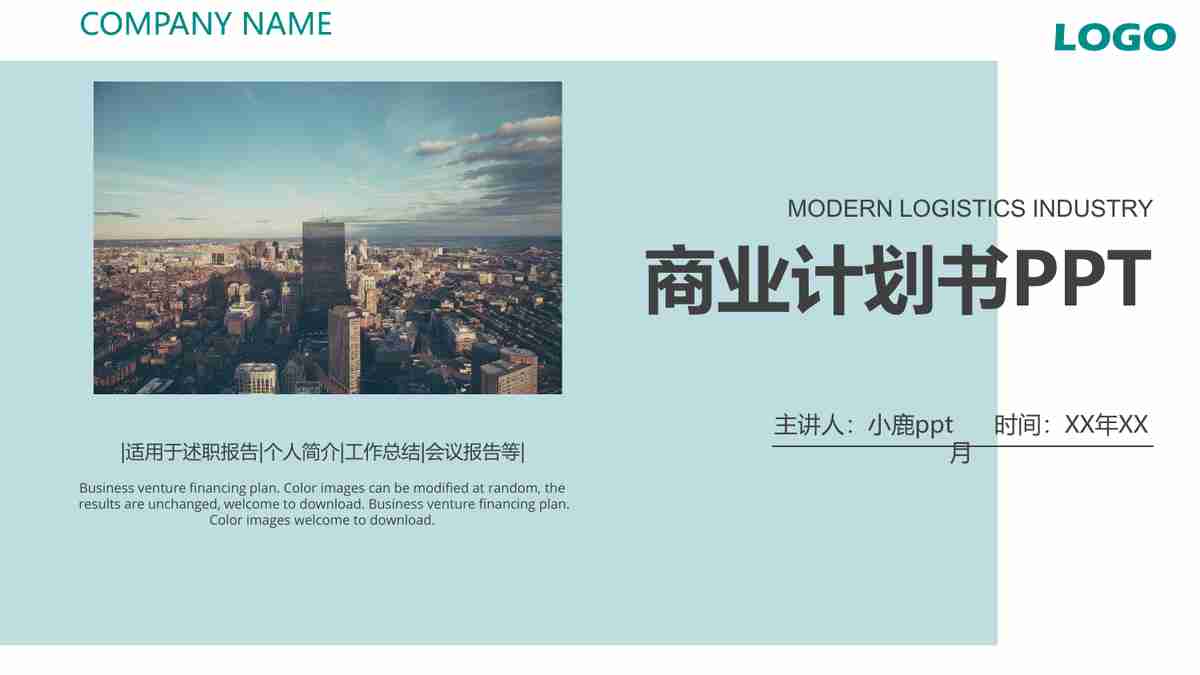 COMPANY NAME
LOGO
MODERN LOGISTICS INDUSTRY
商业计划书PPT
主讲人：小鹿ppt 时间：XX年XX
月
|适用于述职报告|个人简介|工作总结|会议报告等|
Business venture financing plan. Color images can be modified at random, the
results are unchanged, welcome to download. Business venture financing plan.
Color images welcome to download.